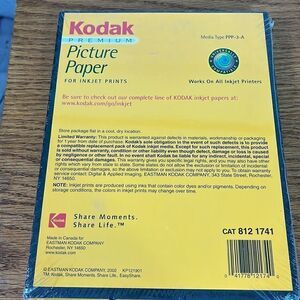 Kodak
PREMIUM
Picture
Paper
FOR INKJET PRINTS
Media Type PPP-3-A
Works On All Inkjet Printers
Be sure to check out our complete line of KODAK inkjet papers at:
www.kodak.com/go/inkjet
Store package flat in a cool, dry location.
Limited Warranty: This product is warranted against defects in materials, workmanship or packaging
for 1 year from date of purchase. Kodak's sole obligation in the event of such defects is to provide
a compatible replacement pack of Kodak inkjet media. Except for such replacement, this product
is sold without warranty, condition or other liability even though defect, damage or loss is caused
by negligence or other fault. In no event shall Kodak be liable for any indirect, incidental, special
or consequential damages. This warranty gives you special legal rights, and you may also have other
rights which vary from state to state. Some states do not allow the exclusion or limitation of incidental
or consequential damages, so the above limitation or exclusion may not apply to you. To obtain warranty
service contact: Digital & Applied Imaging, EASTMAN KODAK COMPANY, 343 State Street, Rochester,
NY 14650.
NOTE: Inkjet prints are produced using inks that contain color dyes and/or pigments. Depending on
storage conditions, the colors in inkjet prints may change over time.
Kodak
Share Moments.
Share Life.™
Made in Canada for
EASTMAN KODAK COMPANY
Rochester, NY 14650
www.kodak.com
© EASTMAN KODAK COMPANY, 2002 KP121901
TM, Kodak, Share Moments. Share Life.
CAT 812 1741
0 41778 12174